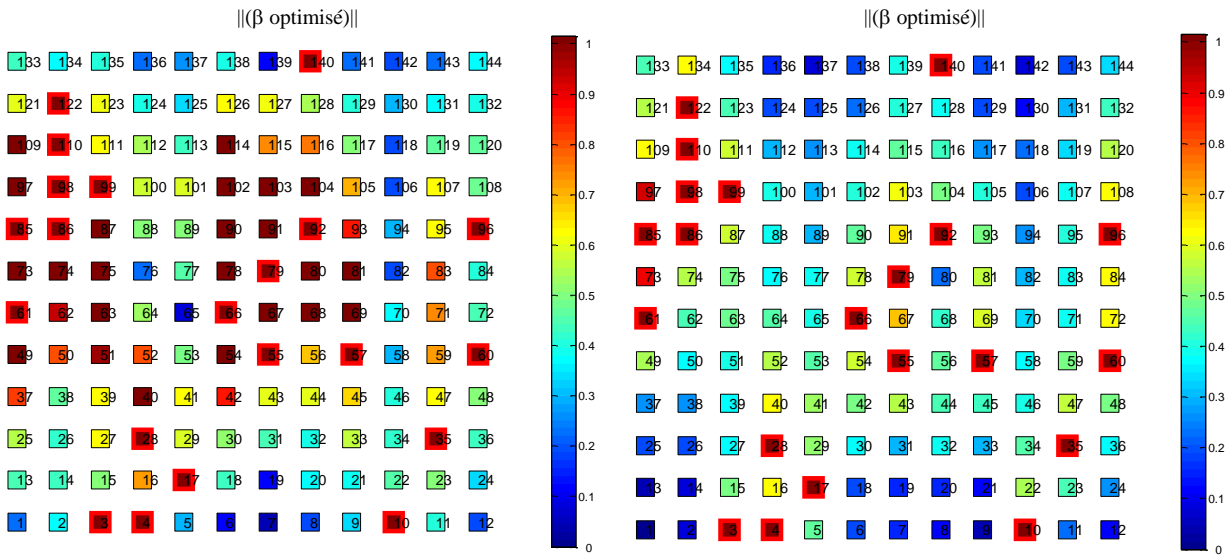 ||(β optimisé)||
133 134 135 136 137 138 139 140 141 142 143 144
121 122 123 124 125 126 127 128 129 130 131 132
109 110 111 112 113 114 115 116 117 118 119 120
97 98 99 100 101 102 103 104 105 106 107 108
85 86 87 88 89 90 91 92 93 94 95 96
73 74 75 76 77 78 79 80 81 82 83 84
61 62 63 64 65 66 67 68 69 70 71 72
49 50 51 52 53 54 55 56 57 58 59 60
37 38 39 40 41 42 43 44 45 46 47 48
25 26 27 28 29 30 31 32 33 34 35 36
13 14 15 16 17 18 19 20 21 22 23 24
1 2 3 4 5 6 7 8 9 10 11 12
1
0.9
0.8
0.7
0.6
0.5
0.4
0.3
0.2
0.1
0
||(β optimisé)||
133 134 135 136 137 138 139 140 141 142 143 144
121 122 123 124 125 126 127 128 129 130 131 132
109 110 111 112 113 114 115 116 117 118 119 120
97 98 99 100 101 102 103 104 105 106 107 108
85 86 87 88 89 90 91 92 93 94 95 96
73 74 75 76 77 78 79 80 81 82 83 84
61 62 63 64 65 66 67 68 69 70 71 72
49 50 51 52 53 54 55 56 57 58 59 60
37 38 39 40 41 42 43 44 45 46 47 48
25 26 27 28 29 30 31 32 33 34 35 36
13 14 15 16 17 18 19 20 21 22 23 24
1 2 3 4 5 6 7 8 9 10 11 12
1
0.9
0.8
0.7
0.6
0.5
0.4
0.3
0.2
0.1
0